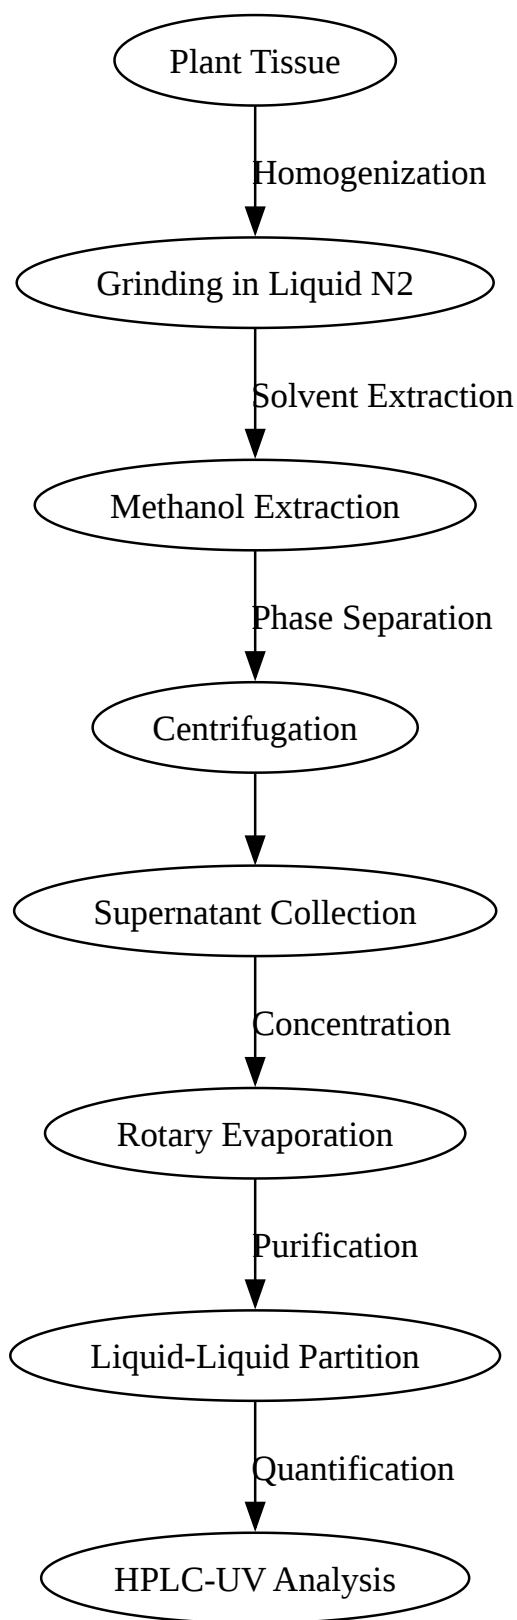 Plant Tissue
Homogenization
Grinding in Liquid N2
Solvent Extraction
Methanol Extraction
Phase Separation
Centrifugation
Supernatant Collection
Concentration
Rotary Evaporation
Purification
Liquid-Liquid Partition
Quantification
HPLC-UV Analysis